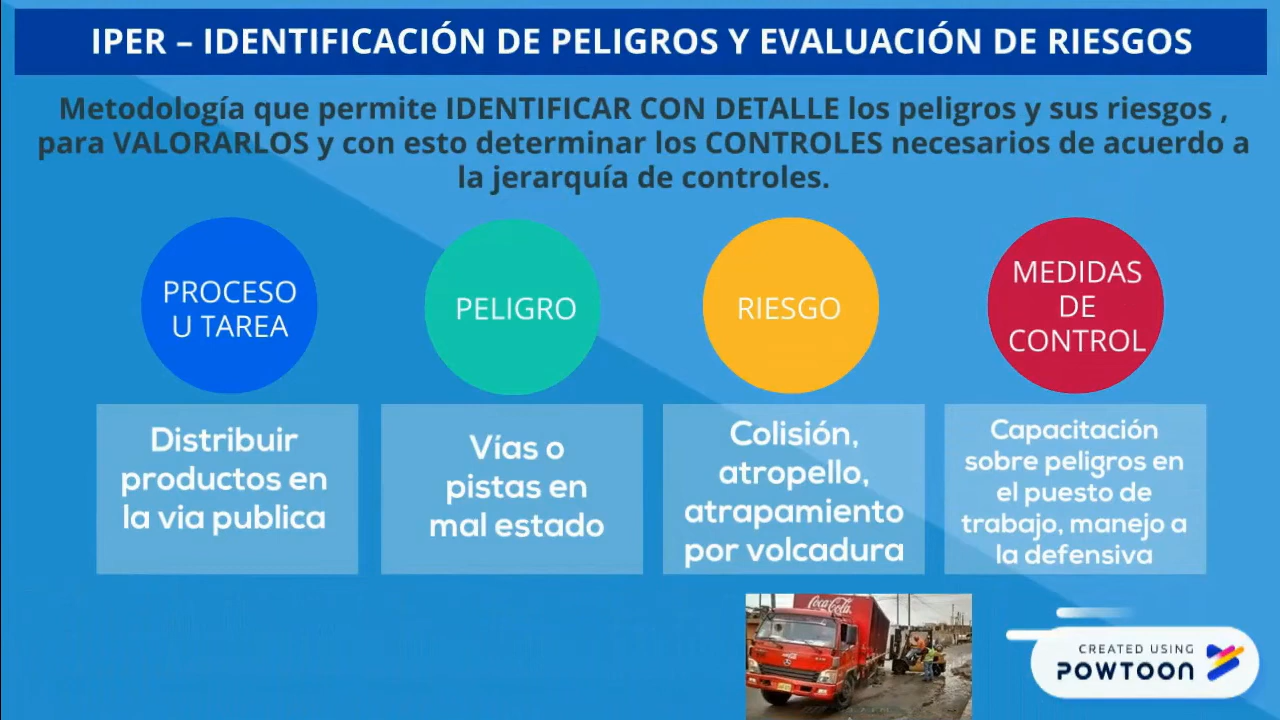 IPER – IDENTIFICACIÓN DE PELIGROS Y EVALUACIÓN DE RIESGOS
Metodología que permite IDENTIFICAR CON DETALLE los peligros y sus riesgos ,
para VALORARLOS y con esto determinar los CONTROLES necesarios de acuerdo a
la jerarquía de controles.
PROCESO
U TAREA
PELIGRO
RIESGO
MEDIDAS
DE
CONTROL
Distribuir
productos en
la via publica
Vías o
pistas en
mal estado
Colisión,
atropello,
atrapamiento
por volcadura
Capacitación
sobre peligros en
el puesto de
trabajo, manejo a
la defensiva
Coca-Cola
CREATED USING
POWTOON